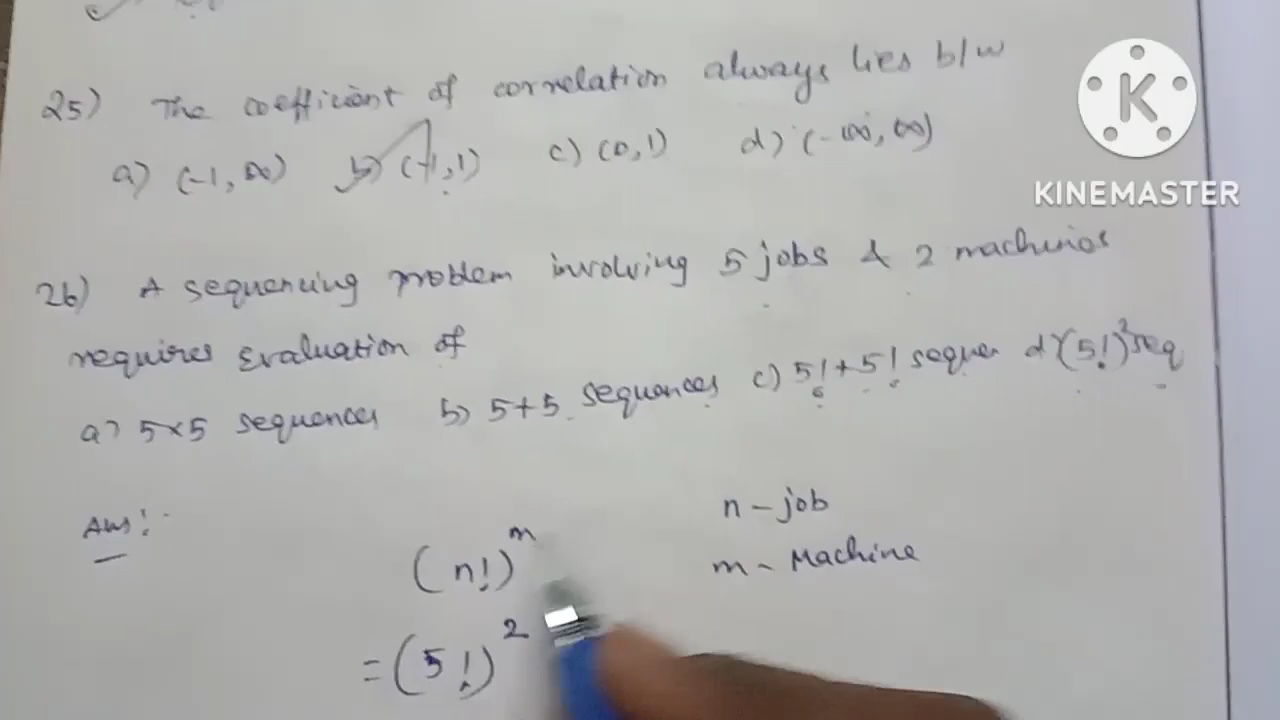 25) The coefficient of correlation always lies b/w
a) (-1, ∞) b) (-1, 1) c) (0, 1) d) (-∞, ∞)
K
KINEMASTER
26) A sequencing problem involving 5 jobs & 2 machines
requires Evaluation of
a) 5×5 sequences b) 5+5 sequences c) 5!+5! sequen d) (5!)² seq
Ans:-
n - job
m - Machine
(n!)ᵐ
= (5!)²